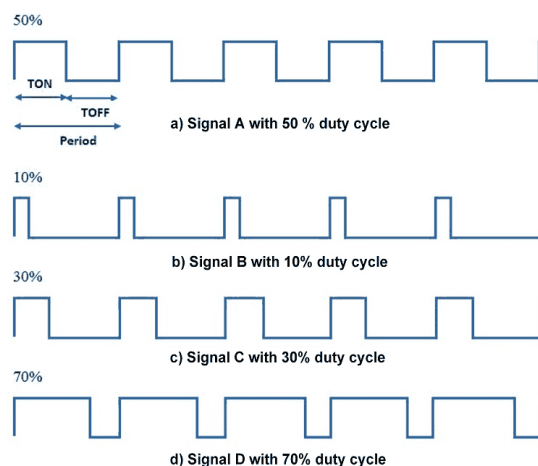 50%
TON
TOFF
Period
a) Signal A with 50 % duty cycle
10%
b) Signal B with 10% duty cycle
30%
c) Signal C with 30% duty cycle
70%
d) Signal D with 70% duty cycle